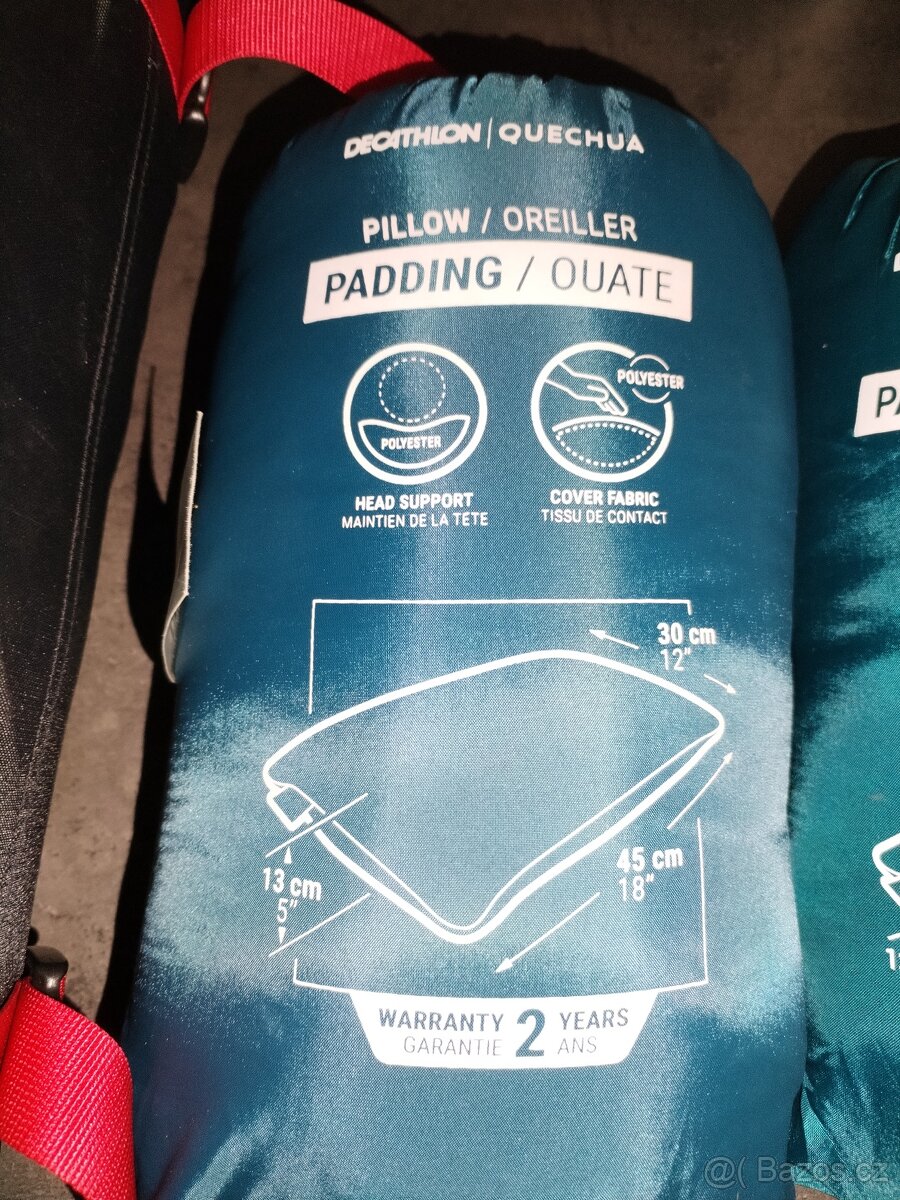 DECATHLON | QUECHUA
PILLOW / OREILLER
PADDING / OUATE
POLYESTER
POLYESTER
HEAD SUPPORT
MAINTIEN DE LA TÊTE
COVER FABRIC
TISSU DE CONTACT
30 cm
12"
45 cm
18"
13 cm
5"
WARRANTY 2 YEARS
GARANTIE ANS
@( Bazos.cz